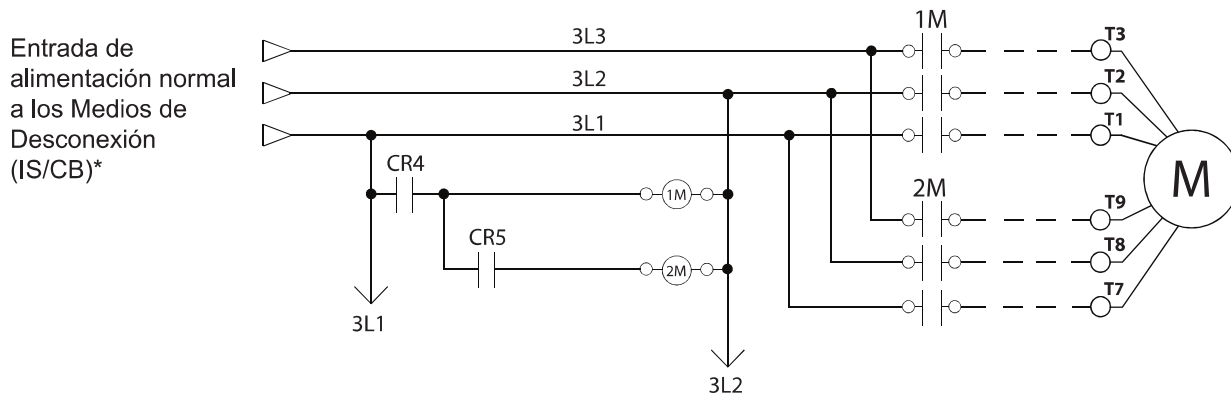 Entrada de
alimentación normal
a los Medios de
Desconexión
(IS/CB)*
3L3
3L2
3L1
1M
T3
T2
T1
M
CR4
1M
CR5
2M
2M
T9
T8
T7
3L1
3L2